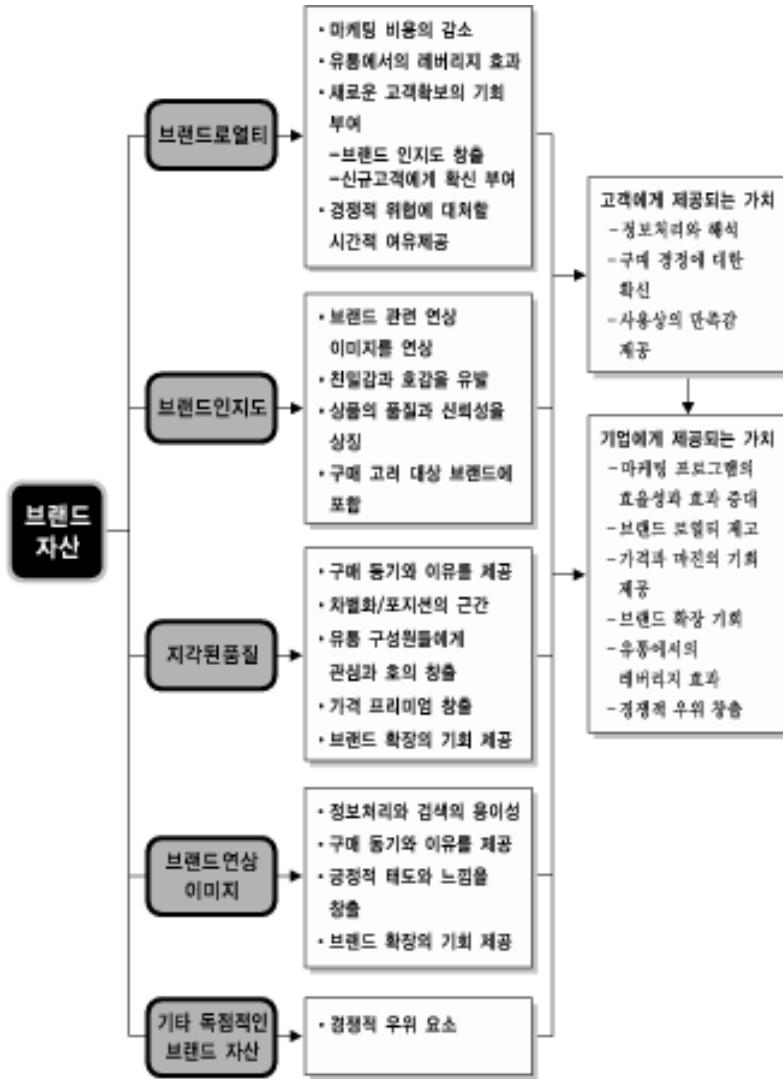 브랜드
자산
브랜드로열티
• 마케팅 비용의 감소
• 유통에서의 레버리지 효과
• 새로운 고객확보의 기회
부여
-브랜드 인지도 창출
-신규고객에게 확신 부여
• 경쟁적 위협에 대처할
시간적 여유제공
브랜드인지도
• 브랜드 관련 연상
이미지를 연상
• 친밀감과 호감을 유발
• 상품의 품질과 신뢰성을
상징
• 구매 고려 대상 브랜드에
포함
지각된품질
• 구매 동기와 이유를 제공
• 차별화/포지션의 근간
• 유통 구성원들에게
관심과 호의 창출
• 가격 프리미엄 창출
• 브랜드 확장의 기회 제공
브랜드연상
이미지
• 정보처리와 검색의 용이성
• 구매 동기와 이유를 제공
• 긍정적 태도와 느낌을
창출
• 브랜드 확장의 기회 제공
기타 독점적인
브랜드 자산
• 경쟁적 우위 요소
고객에게 제공되는 가치
-정보처리와 해석
-구매 결정에 대한
확신
-사용상의 만족감
제공
기업에게 제공되는 가치
-마케팅 프로그램의
효율성과 효과 증대
-브랜드 로열티 제고
-가격과 마진의 기회
제공
-브랜드 확장 기회
-유통에서의
레버리지 효과
-경쟁적 우위 창출